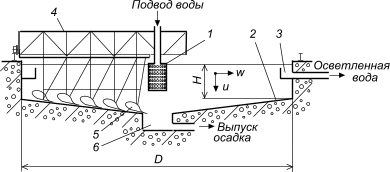 Подвод воды
4
1
2
3
Осветленная
вода
H
w
u
5
6
Выпуск
осадка
D